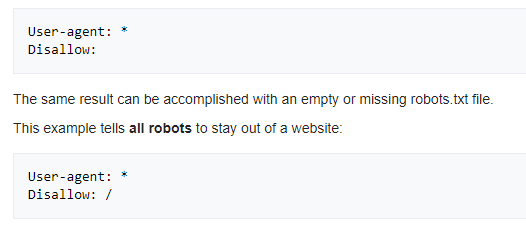 User-agent: *
Disallow:
The same result can be accomplished with an empty or missing robots.txt file.
This example tells all robots to stay out of a website:
User-agent: *
Disallow: /